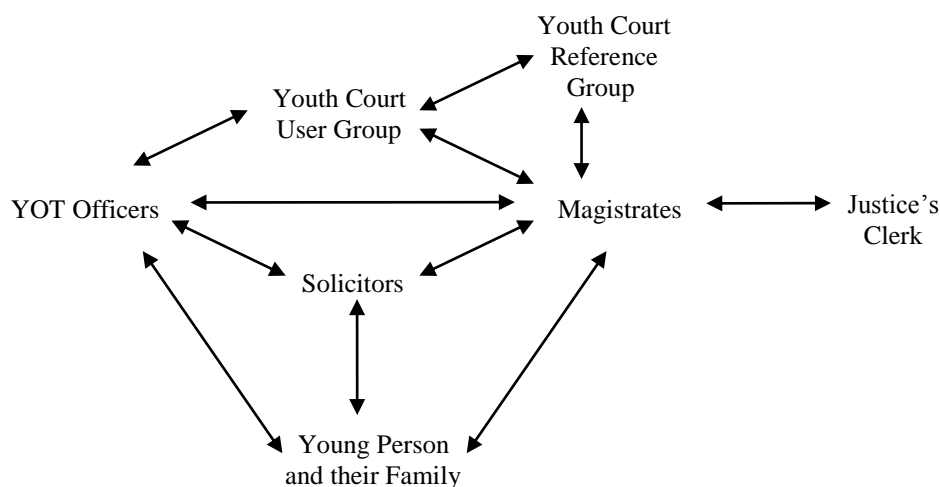 Youth Court
Reference
Group
Youth Court
User Group
YOT Officers
Magistrates
Justice's
Clerk
Solicitors
Young Person
and their Family